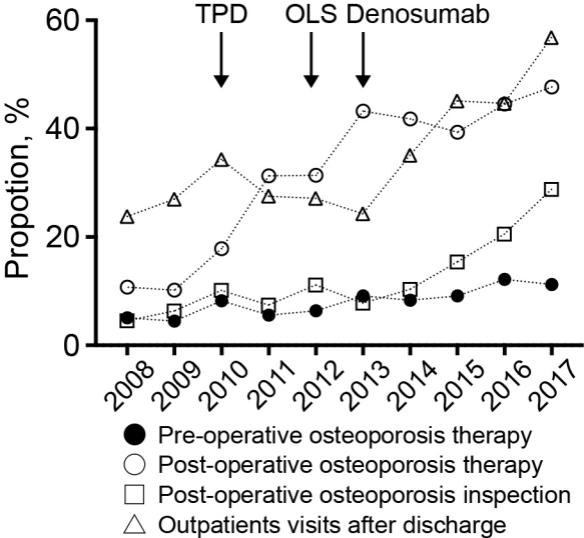 TPD OLS Denosumab
Propotion, %
60
40
20
0
2008 2009 2010 2011 2012 2013 2014 2015 2016 2017
Pre-operative osteoporosis therapy
Post-operative osteoporosis therapy
Post-operative osteoporosis inspection
Outpatients visits after discharge